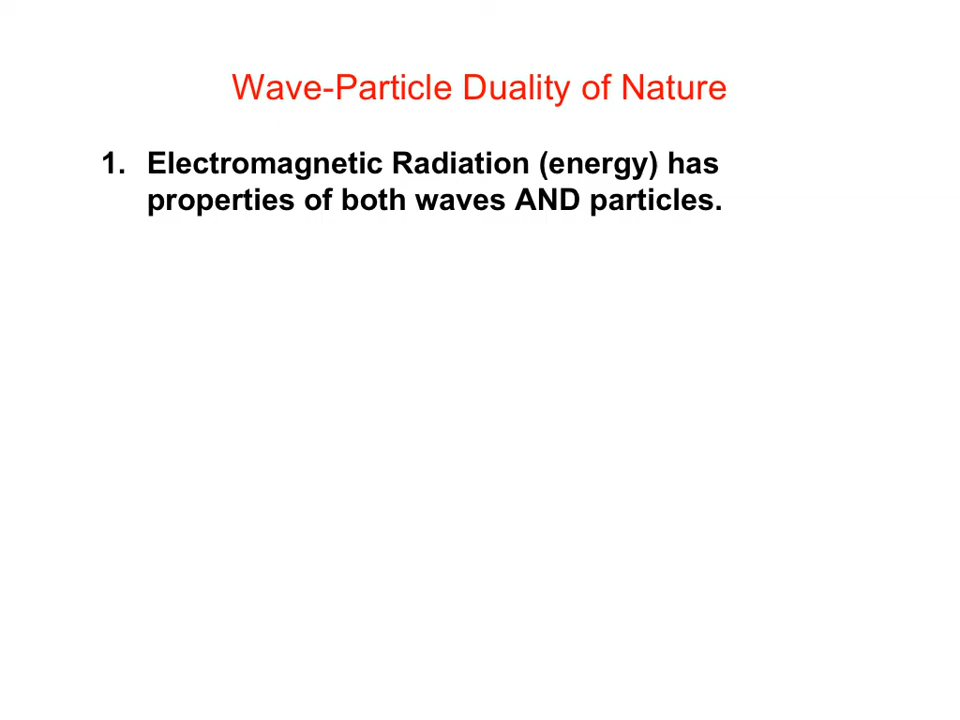 Wave-Particle Duality of Nature
1. Electromagnetic Radiation (energy) has
properties of both waves AND particles.